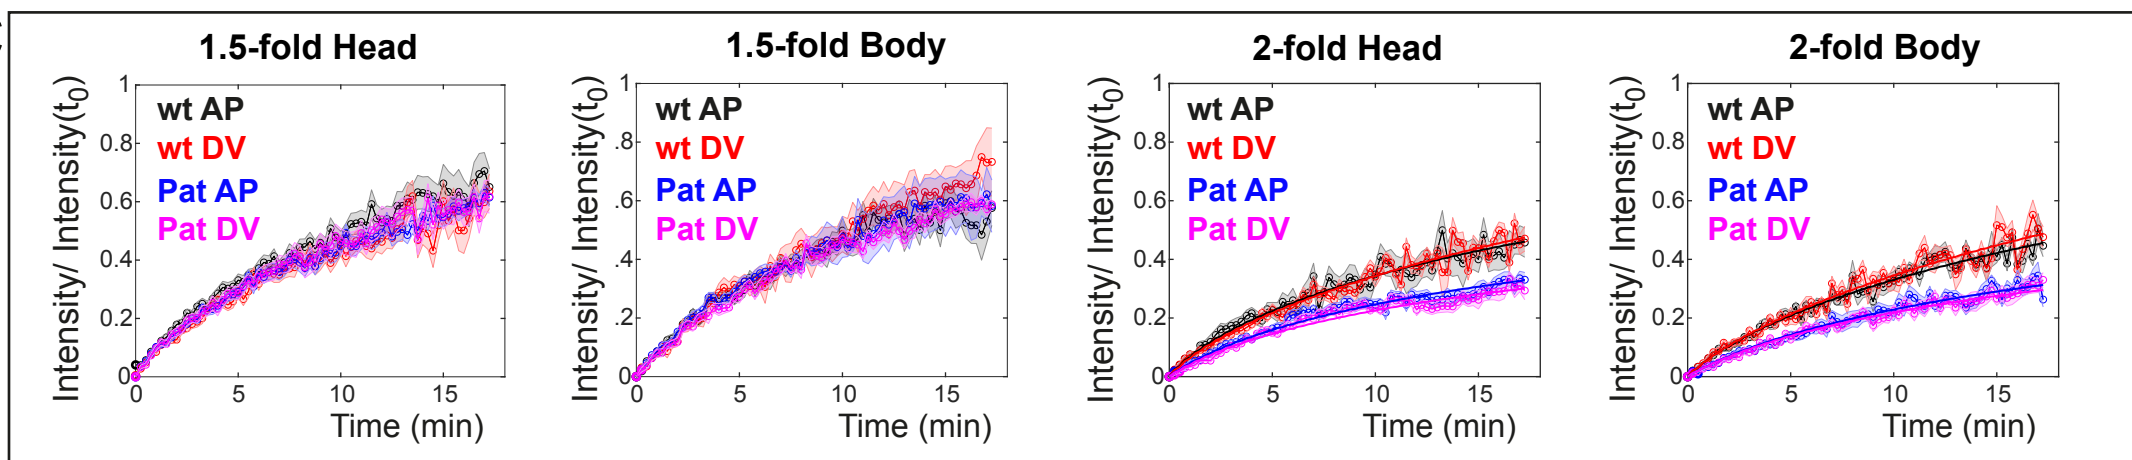 1.5-fold Head
Intensity/ Intensity(t0)
1
0.8
0.6
0.4
0.2
0
wt AP
wt DV
Pat AP
Pat DV
0 5 10 15
Time (min)
1.5-fold Body
Intensity/ Intensity(t0)
1
.8
.6
.4
.2
0
wt AP
wt DV
Pat AP
Pat DV
0 5 10 15
Time (min)
2-fold Head
Intensity/ Intensity(t0)
1
0.8
0.6
0.4
0.2
0
wt AP
wt DV
Pat AP
Pat DV
0 5 10 15
Time (min)
2-fold Body
Intensity/ Intensity(t0)
1
0.8
0.6
0.4
0.2
0
wt AP
wt DV
Pat AP
Pat DV
0 5 10 15
Time (min)